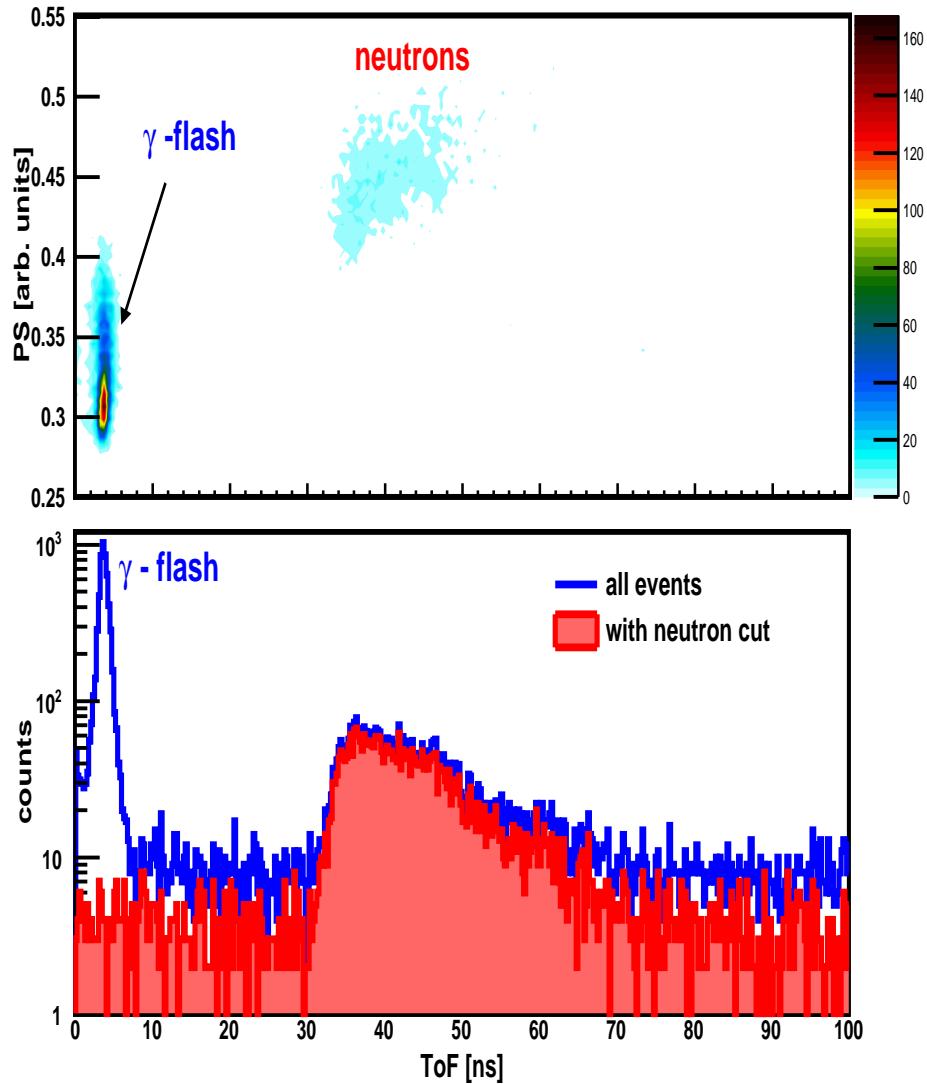 0.55
0.5
0.45
0.4
0.35
0.3
0.25
PS [arb. units]
neutrons
γ -flash
160
140
120
100
80
60
40
20
0
10³
10²
10
1
counts
γ - flash
all events
with neutron cut
0 10 20 30 40 50 60 70 80 90 100
ToF [ns]